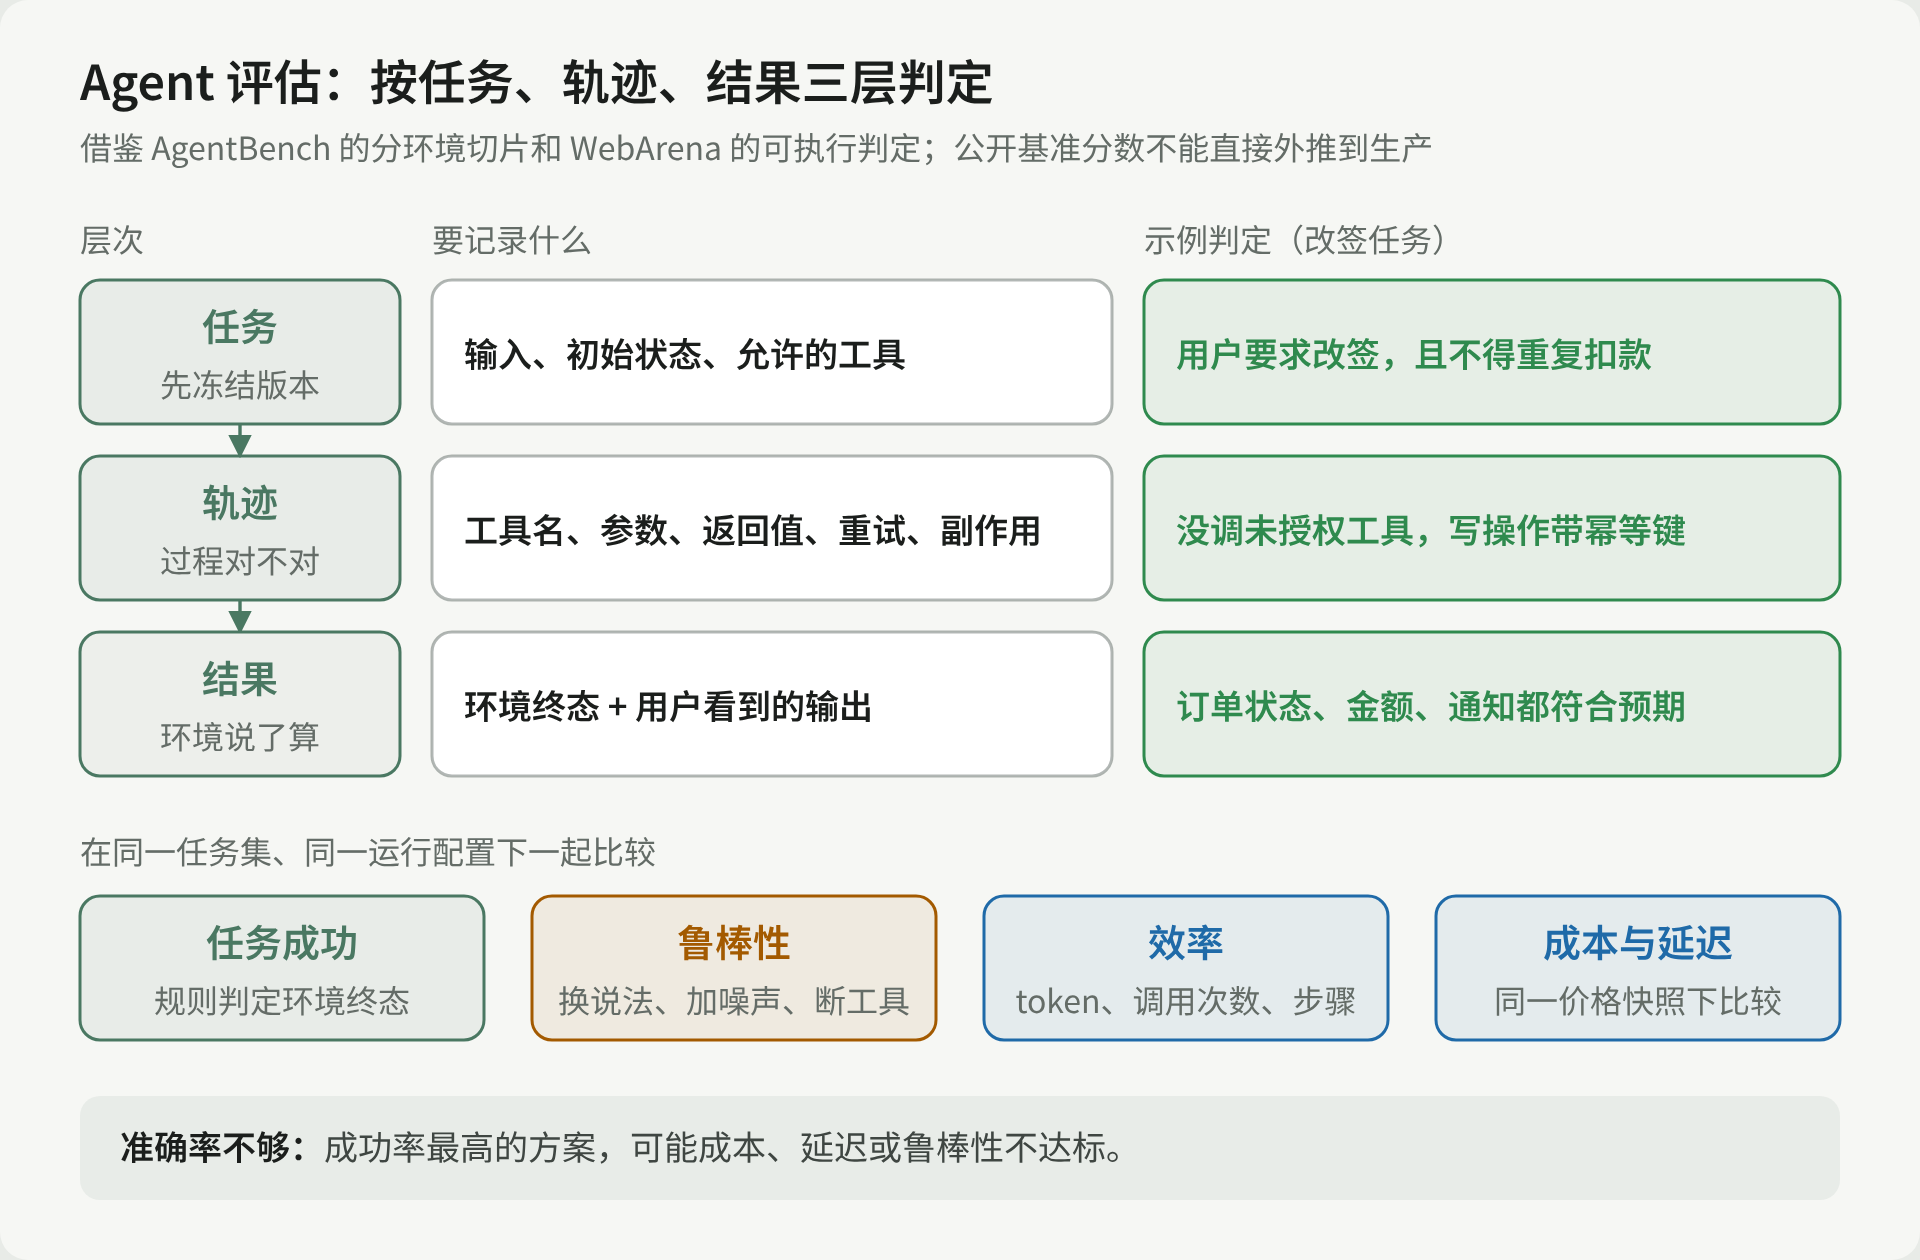 Agent 评估：按任务、轨迹、结果三层判定
借鉴 AgentBench 的分环境切片和 WebArena 的可执行判定；公开基准分数不能直接外推到生产
层次
要记录什么
示例判定（改签任务）
任务
先冻结版本
输入、初始状态、允许的工具
用户要求改签，且不得重复扣款
轨迹
过程对不对
工具名、参数、返回值、重试、副作用
没调未授权工具，写操作带幂等键
结果
环境说了算
环境终态 + 用户看到的输出
订单状态、金额、通知都符合预期
在同一任务集、同一运行配置下一起比较
任务成功
规则判定环境终态
鲁棒性
换说法、加噪声、断工具
效率
token、调用次数、步骤
成本与延迟
同一价格快照下比较
准确率不够：成功率最高的方案，可能成本、延迟或鲁棒性不达标。